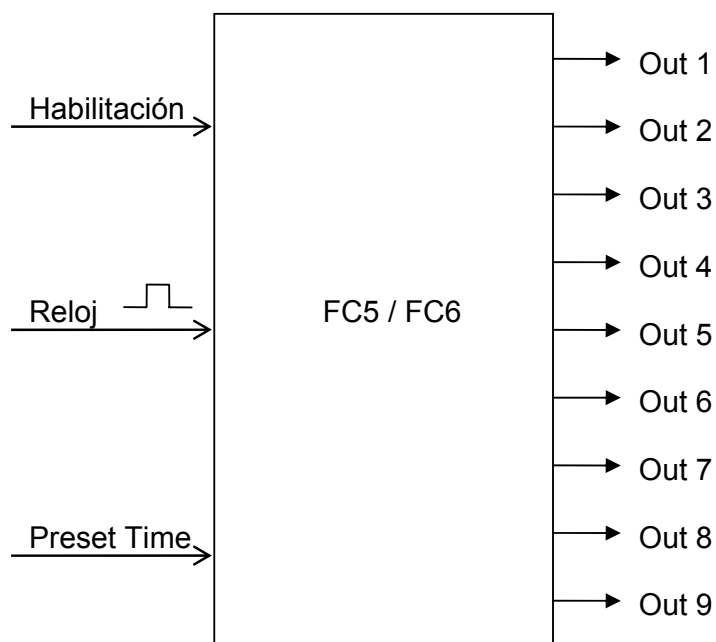 Habilitación
Reloj
Preset Time
FC5 / FC6
Out 1
Out 2
Out 3
Out 4
Out 5
Out 6
Out 7
Out 8
Out 9